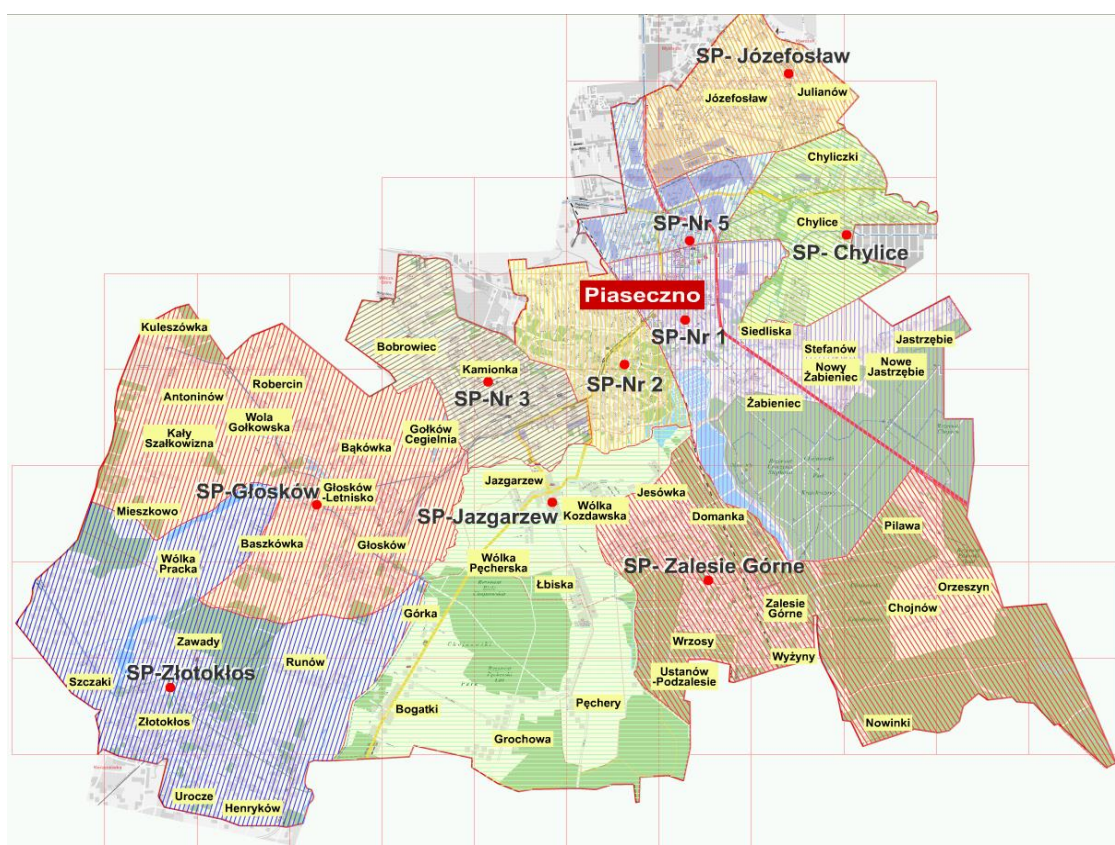 SP- Józefosław
Józefosław
Julianów
Chyliczki
Chylice
SP-Nr 5
SP- Chylice
Piaseczno
SP-Nr 1
Siedliska
Jastrzębie
Stefanów
Nowy
Żabieniec
Nowe
Jastrzębie
Żabieniec
Kuleszówka
Bobrowiec
Kamionka
SP-Nr 3
SP-Nr 2
Robercin
Antoninów
Wola
Gołkowska
Kały
Szałkowizna
Bąkówka
Gołków
Cegielnia
SP-Głosków
Głosków
-Letnisko
Mieszkowo
Baszkówka
Głosków
Jazgarzew
SP-Jazgarzew
Wólka
Kozdawska
Jesówka
Domanka
Pilawa
Wólka
Pracka
Wólka
Pęcherska
Łbiska
SP- Zalesie Górne
Orzeszyn
Chojnów
Górka
Zalesie
Górne
Zawady
Runów
Wrzosy
Wyżyny
Szczaki
SP-Złotokłos
Ustanów
-Podzalesie
Złotokłos
Bogatki
Pęchery
Nowinki
Grochowa
Urocze
Henryków